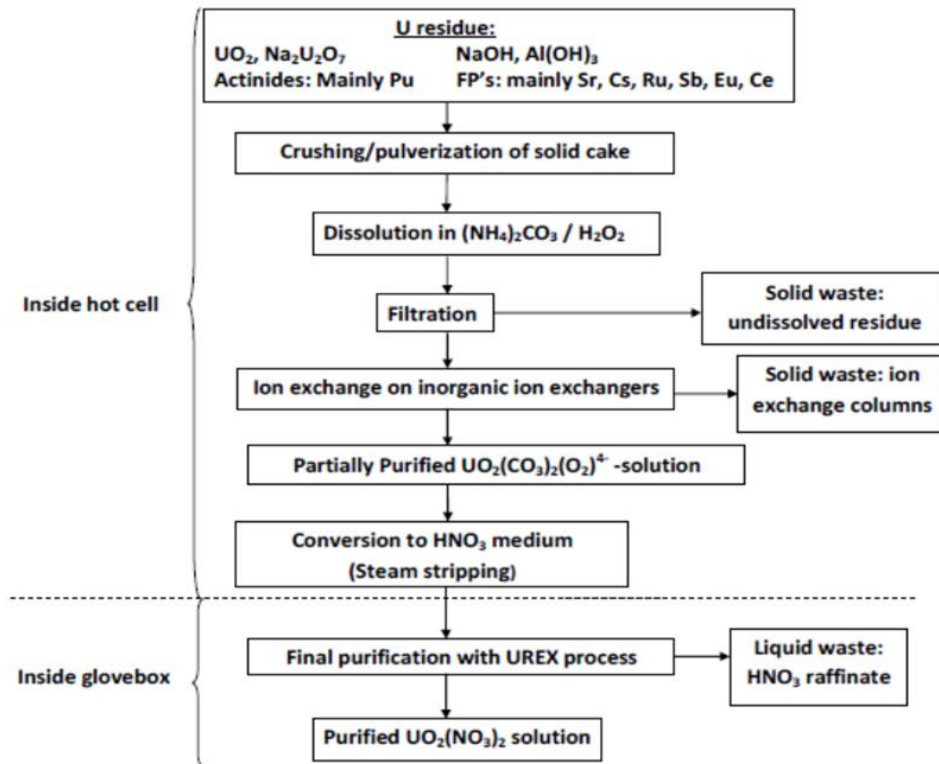 U residue:
UO₂, Na₂U₂O₇ NaOH, Al(OH)₃
Actinides: Mainly Pu FP's: mainly Sr, Cs, Ru, Sb, Eu, Ce
Crushing/pulverization of solid cake
Dissolution in (NH₄)₂CO₃ / H₂O₂
Inside hot cell
Filtration
Solid waste:
undissolved residue
Ion exchange on inorganic ion exchangers
Solid waste: ion
exchange columns
Partially Purified UO₂(CO₃)₂(O₂)⁴⁻ -solution
Conversion to HNO₃ medium
(Steam stripping)
Inside glovebox
Final purification with UREX process
Liquid waste:
HNO₃ raffinate
Purified UO₂(NO₃)₂ solution